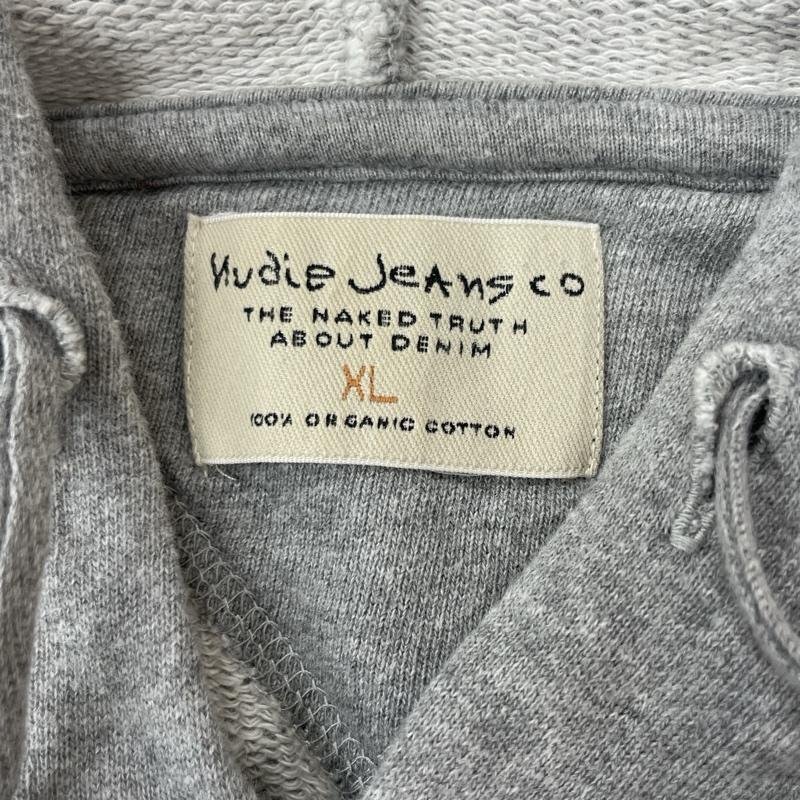 Nudie Jeans co
THE NAKED TRUTH
ABOUT DENIM
XL
100% ORGANIC COTTON